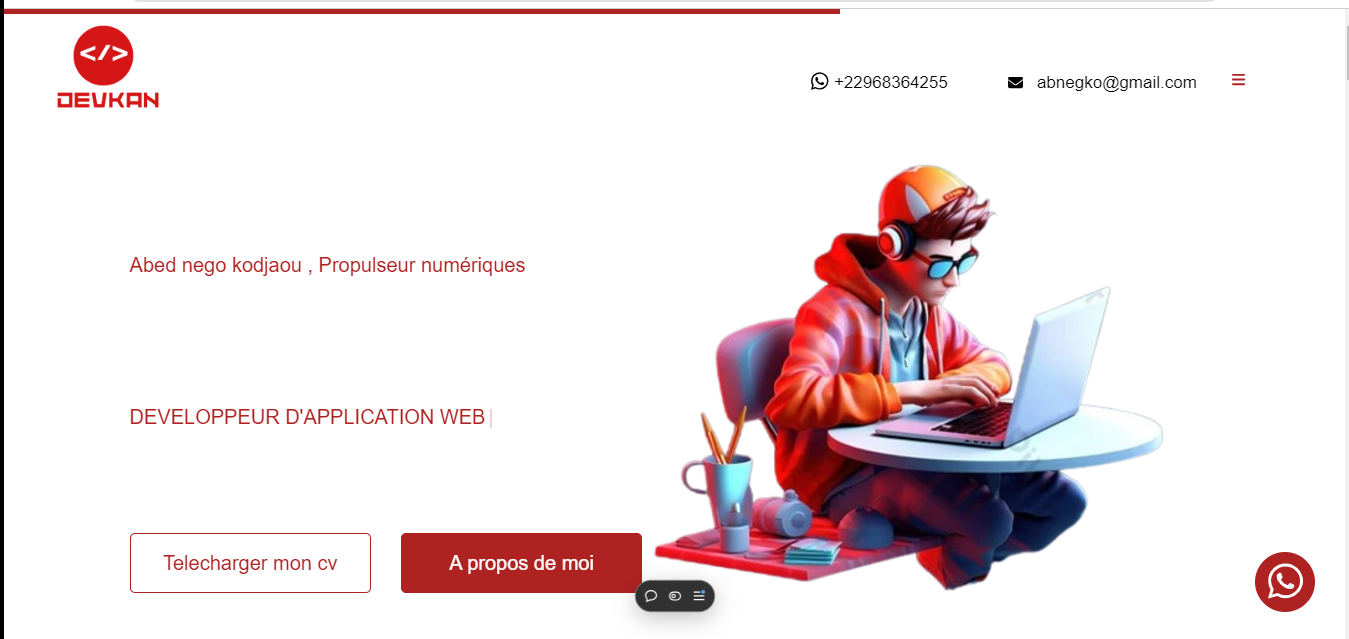 </>
DEVKAN
+22968364255
abnegko@gmail.com
Abed nego kodjaou , Propulseur numériques
DEVELOPPEUR D'APPLICATION WEB
Telecharger mon cv
A propos de moi